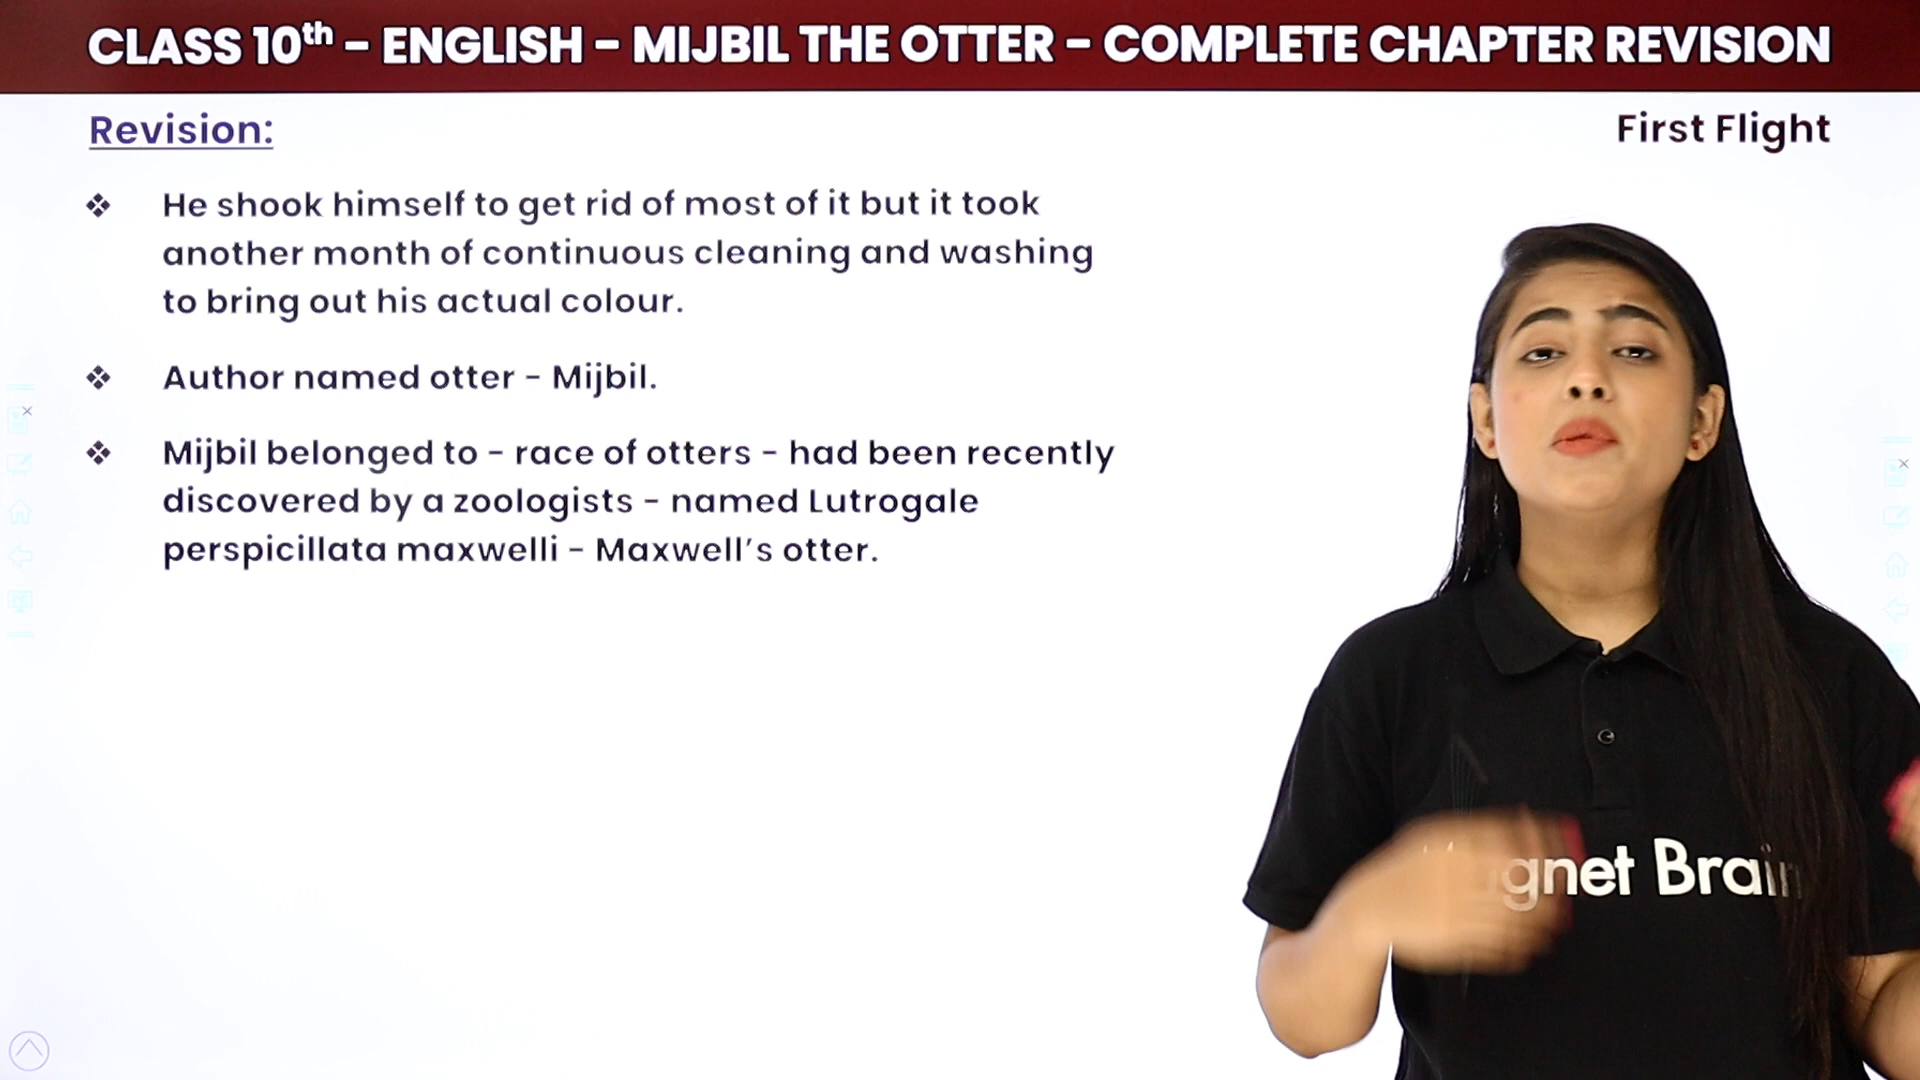 CLASS 10th – ENGLISH – MIJBIL THE OTTER – COMPLETE CHAPTER REVISION
Revision:
First Flight
❖ He shook himself to get rid of most of it but it took
another month of continuous cleaning and washing
to bring out his actual colour.
❖ Author named otter – Mijbil.
❖ Mijbil belonged to – race of otters – had been recently
discovered by a zoologists – named Lutrogale
perspicillata maxwelli – Maxwell’s otter.
Brain